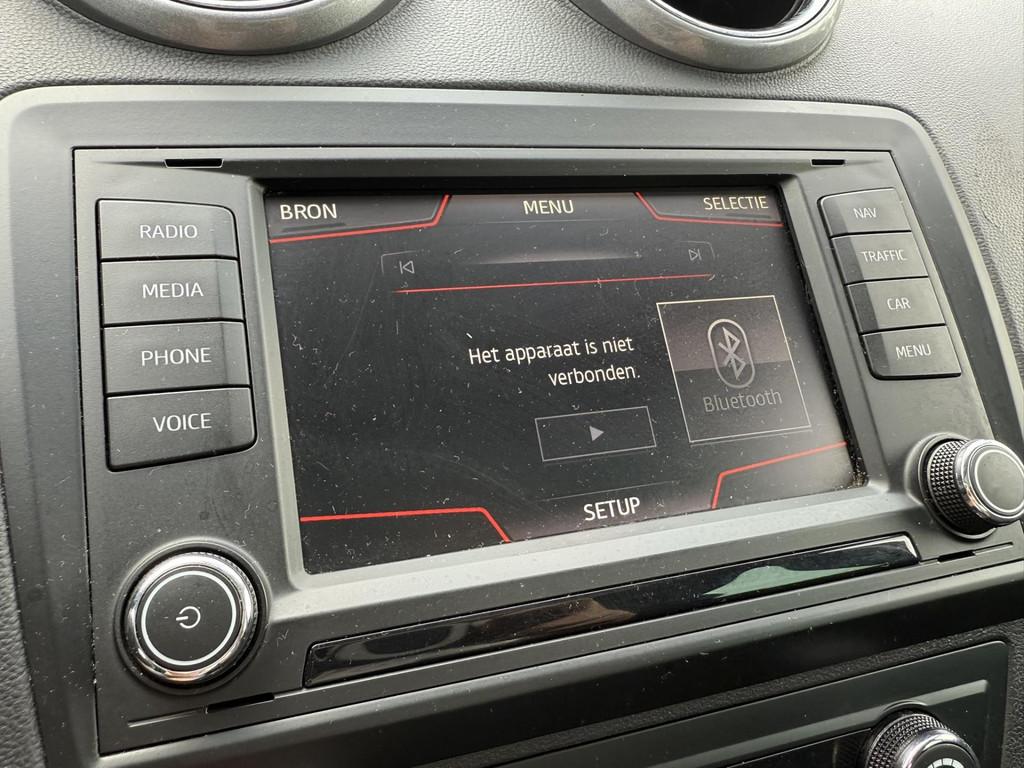 BRON
MENU
SELECTIE
RADIO
MEDIA
PHONE
VOICE
Het apparaat is niet
verbonden.
Bluetooth
SETUP
NAV
TRAFFIC
CAR
MENU